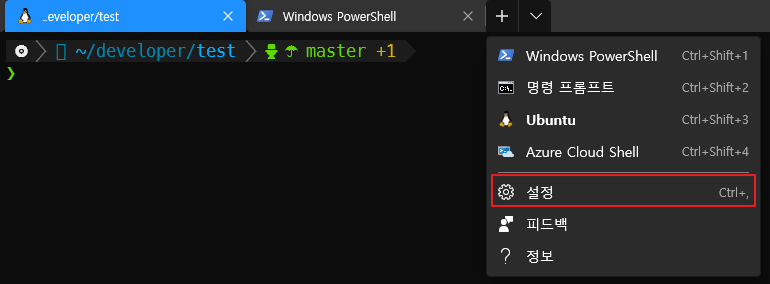 ..eveloper/test
Windows PowerShell
~/developer/test master +1
❯
Windows PowerShell Ctrl+Shift+1
명령 프롬프트 Ctrl+Shift+2
Ubuntu Ctrl+Shift+3
Azure Cloud Shell Ctrl+Shift+4
설정 Ctrl+,
피드백
정보